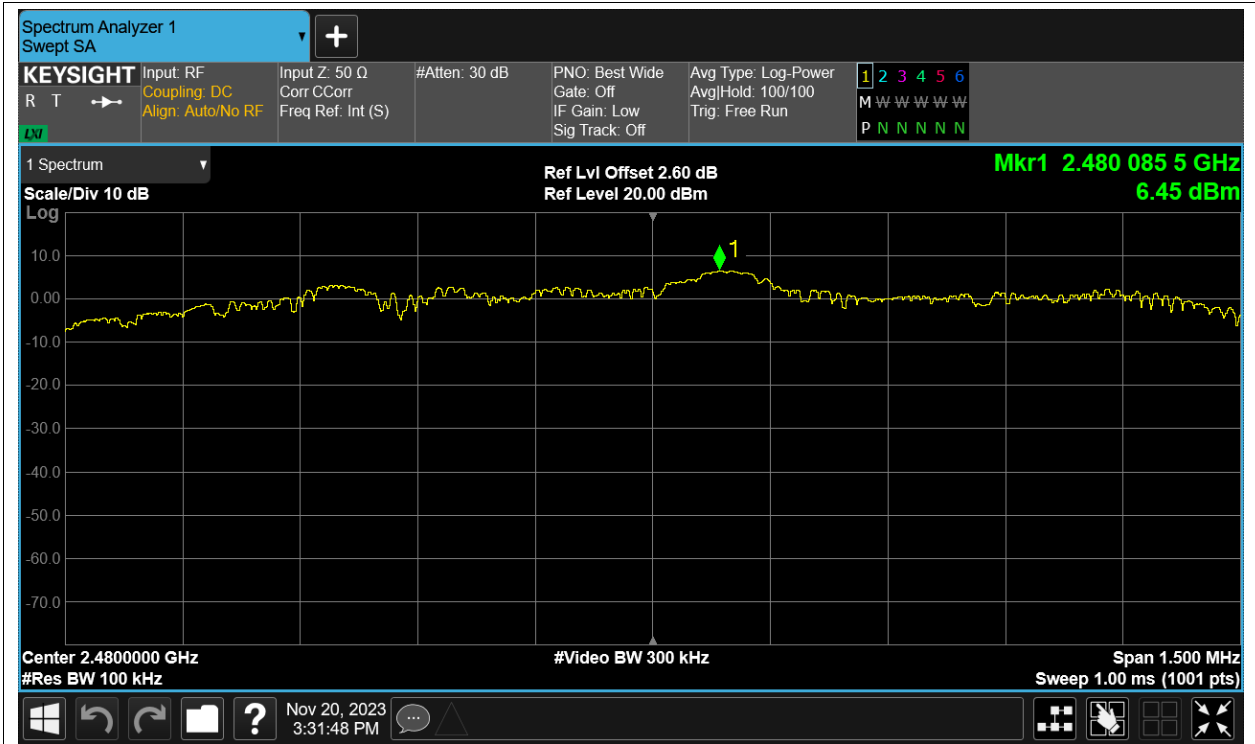 Spectrum Analyzer 1
Swept SA
+
KEYSIGHT
R T
LXI
Input: RF
Coupling: DC
Align: Auto/No RF
Input Z: 50 Ω
Corr CCorr
Freq Ref: Int (S)
#Atten: 30 dB
PNO: Best Wide
Gate: Off
IF Gain: Low
Sig Track: Off
Avg Type: Log-Power
Avg|Hold: 100/100
Trig: Free Run
1 2 3 4 5 6
M W W W W W
P N N N N N
1 Spectrum
Scale/Div 10 dB
Log
Ref Lvl Offset 2.60 dB
Ref Level 20.00 dBm
Mkr1 2.480 085 5 GHz
6.45 dBm
1
10.0
0.00
-10.0
-20.0
-30.0
-40.0
-50.0
-60.0
-70.0
Center 2.4800000 GHz
#Res BW 100 kHz
#Video BW 300 kHz
Span 1.500 MHz
Sweep 1.00 ms (1001 pts)
?
Nov 20, 2023
3:31:48 PM